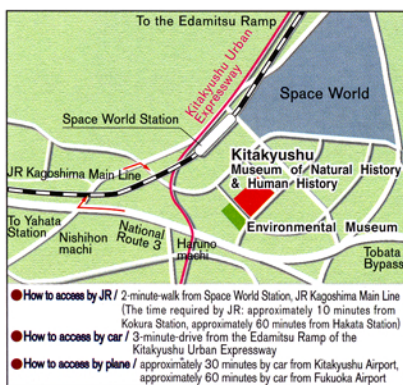 To the Edamitsu Ramp
Kitakyushu Urban
Expressway
Space World
Space World Station
Kitakyushu
Museum of Natural History
& Human History
JR Kagoshima Main Line
Environmental Museum
To Yahata
Station
Nishihon
machi
National
Route 3
Haruno
machi
Tobata
Bypass
●How to access by JR / 2-minute-walk from Space World Station, JR Kagoshima Main Line
(The time required by JR: approximately 10 minutes from
Kokura Station, approximately 60 minutes from Hakata Station)
●How to access by car / 3-minute-drive from the Edamitsu Ramp of the
Kitakyushu Urban Expressway
●How to access by plane / approximately 30 minutes by car from Kitakyushu Airport,
approximately 60 minutes by car from Fukuoka Airport